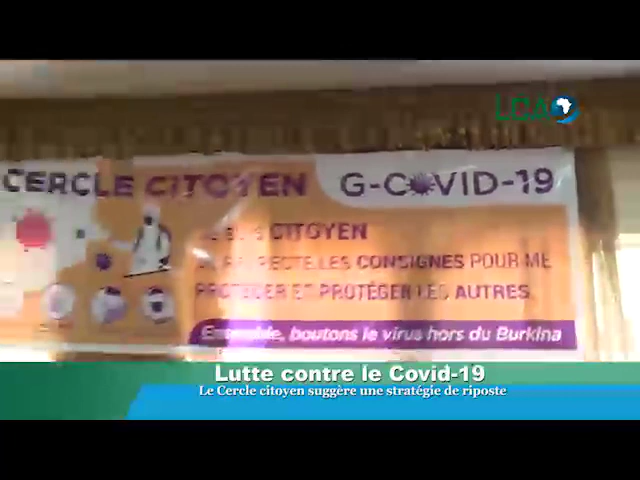 LCA
CERCLE CITOYEN G-COVID-19
CITOYEN
LES CONSIGNES POUR ME
PROTÉGER ET PROTÉGER LES AUTRES.
Ensemble, boutons le virus hors du Burkina
Lutte contre le Covid-19
Le Cercle citoyen suggère une stratégie de riposte